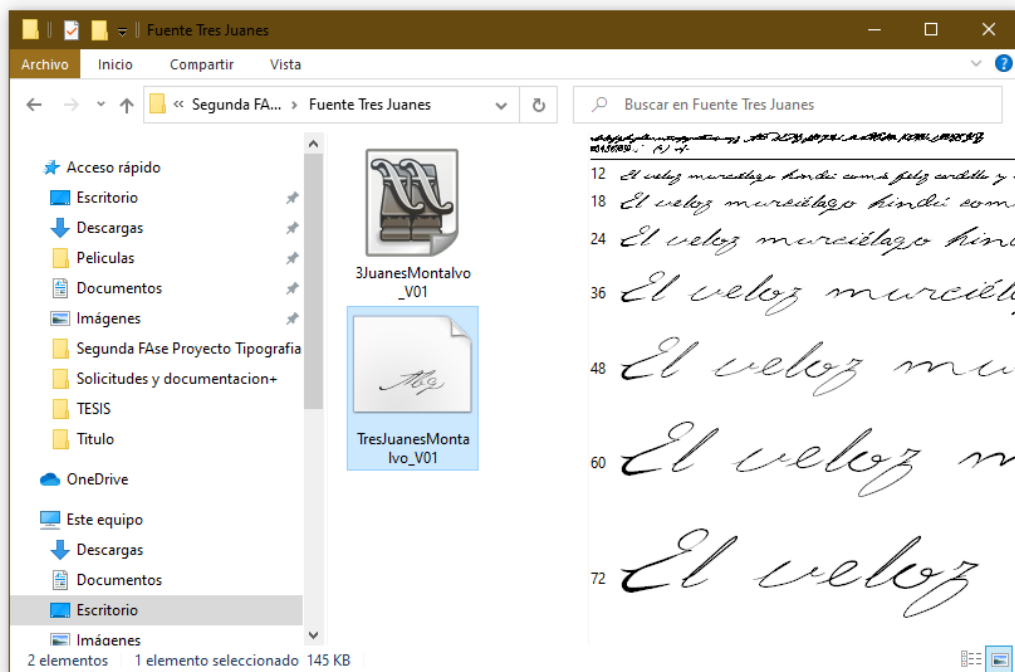 Fuente Tres Juanes
Archivo Inicio Compartir Vista
« Segunda FA... › Fuente Tres Juanes
Buscar en Fuente Tres Juanes
Acceso rápido
Escritorio
Descargas
Peliculas
Documentos
Imágenes
Segunda FAse Proyecto Tipografia
Solicitudes y documentacion+
TESIS
Titulo
OneDrive
Este equipo
Descargas
Documentos
Escritorio
Imágenes
3JuanesMontalvo
_V01
TresJuanesMonta
lvo_V01
12 El veloz murciélago hindú comía feliz cardillo y
18 El veloz murciélago hindú com
24 El veloz murciélago hin
36 El veloz murciél
48 El veloz mu
60 El veloz m
72 El veloz
2 elementos 1 elemento seleccionado 145 KB